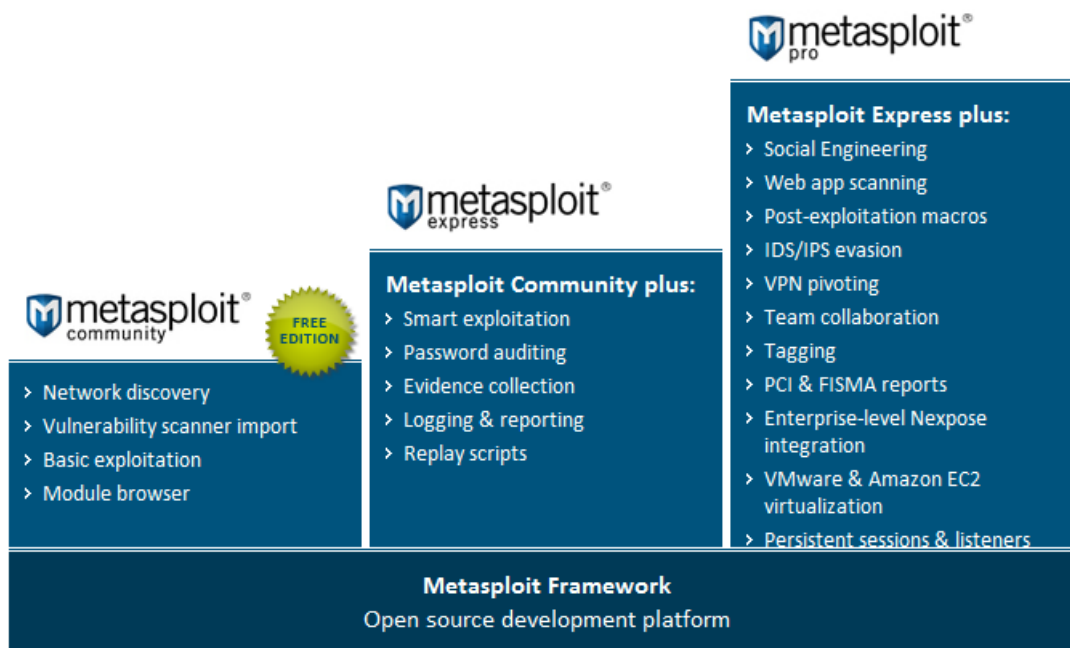 metasploit®
community
FREE
EDITION
Network discovery
Vulnerability scanner import
Basic exploitation
Module browser
metasploit®
express
Metasploit Community plus:
Smart exploitation
Password auditing
Evidence collection
Logging & reporting
Replay scripts
metasploit®
pro
Metasploit Express plus:
Social Engineering
Web app scanning
Post-exploitation macros
IDS/IPS evasion
VPN pivoting
Team collaboration
Tagging
PCI & FISMA reports
Enterprise-level Nexpose
integration
VMware & Amazon EC2
virtualization
Persistent sessions & listeners
Metasploit Framework
Open source development platform